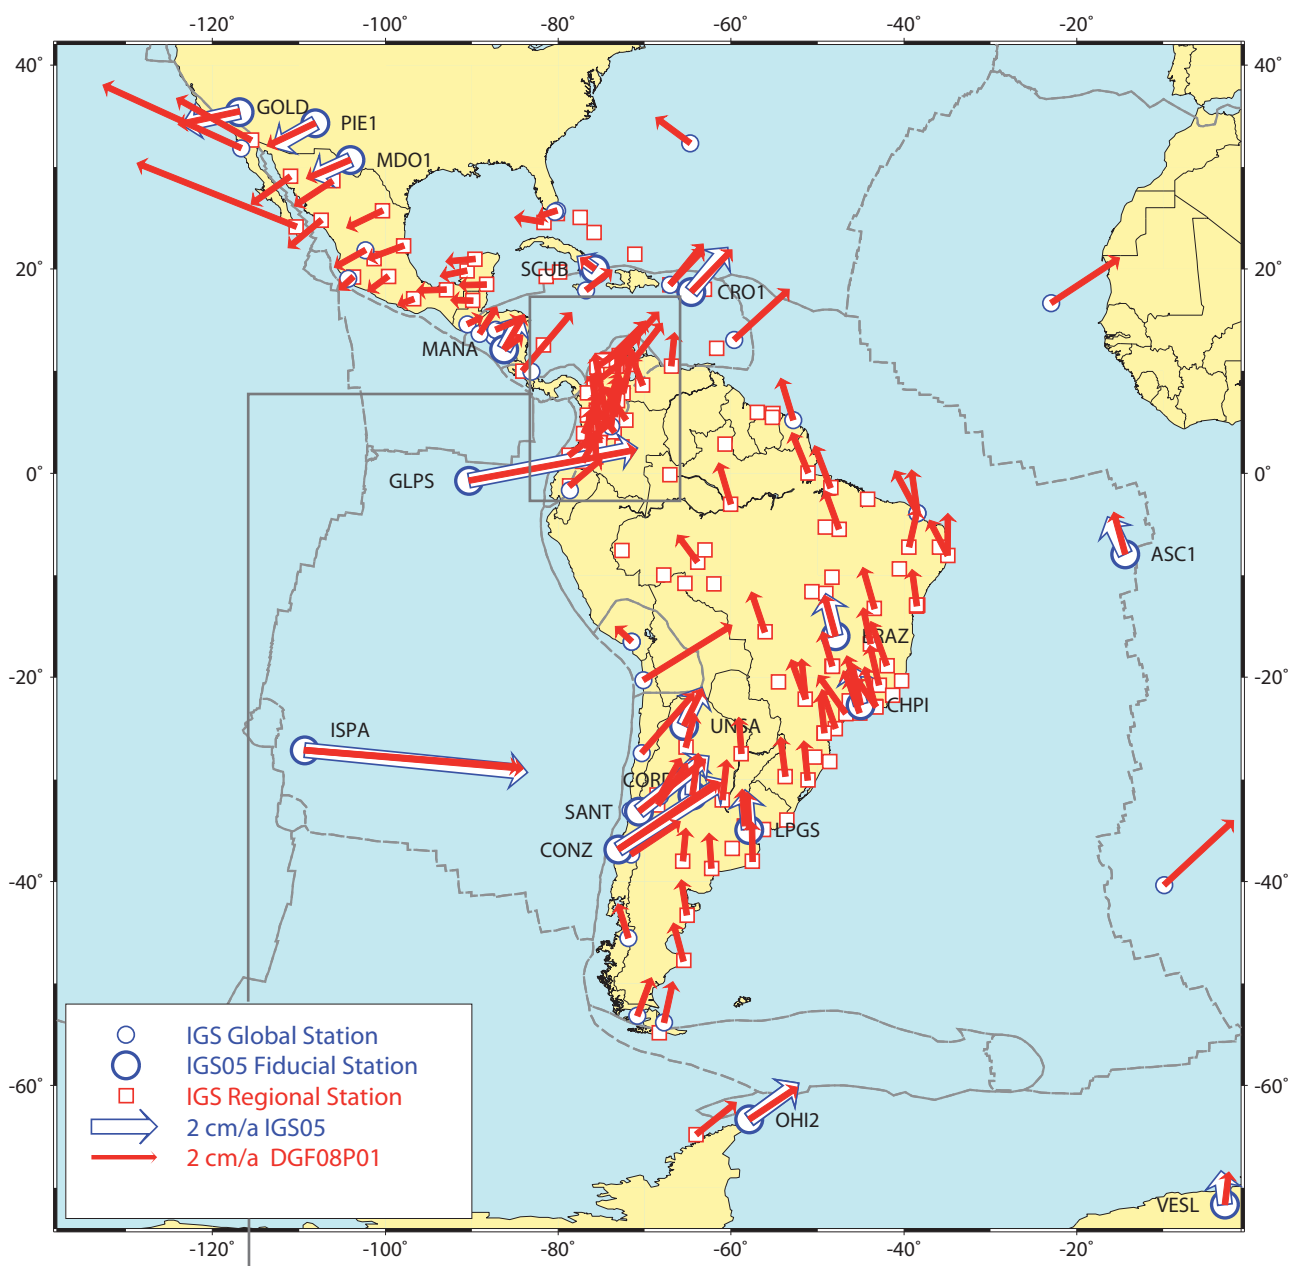 -120° -100° -80° -60° -40° -20°
40° 40°
GOLD
PIE1
MDO1
20° SCUB 20°
CRO1
MANA
0° GLPS 0°
ASC1
BRAZ
-20° -20°
CHPI
ISPA UNSA
CORD
SANT
LPGS
CONZ
-40° -40°
IGS Global Station
IGS05 Fiducial Station
-60° -60°
IGS Regional Station
OHI2
2 cm/a IGS05
2 cm/a DGF08P01
VESL
-120° -100° -80° -60° -40° -20°